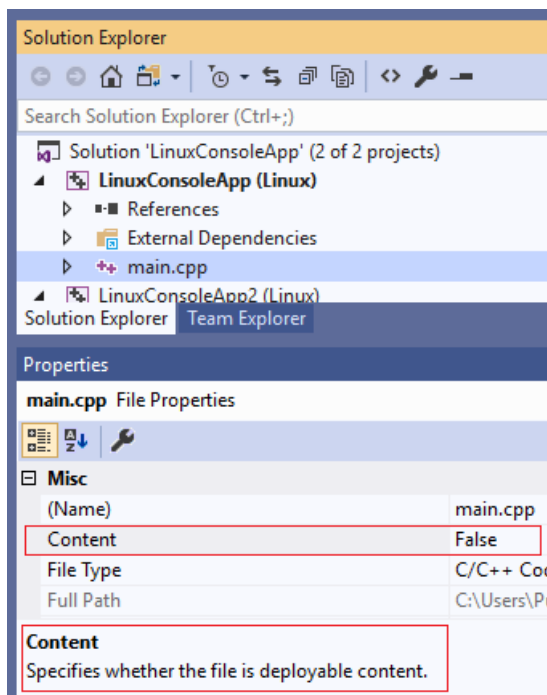 Solution Explorer
Search Solution Explorer (Ctrl+;)
Solution 'LinuxConsoleApp' (2 of 2 projects)
LinuxConsoleApp (Linux)
References
External Dependencies
main.cpp
LinuxConsoleApp2 (Linux)
Solution Explorer Team Explorer
Properties
main.cpp File Properties
Misc
(Name) main.cpp
Content False
File Type C/C++ Co
Full Path C:\Users\P
Content
Specifies whether the file is deployable content.